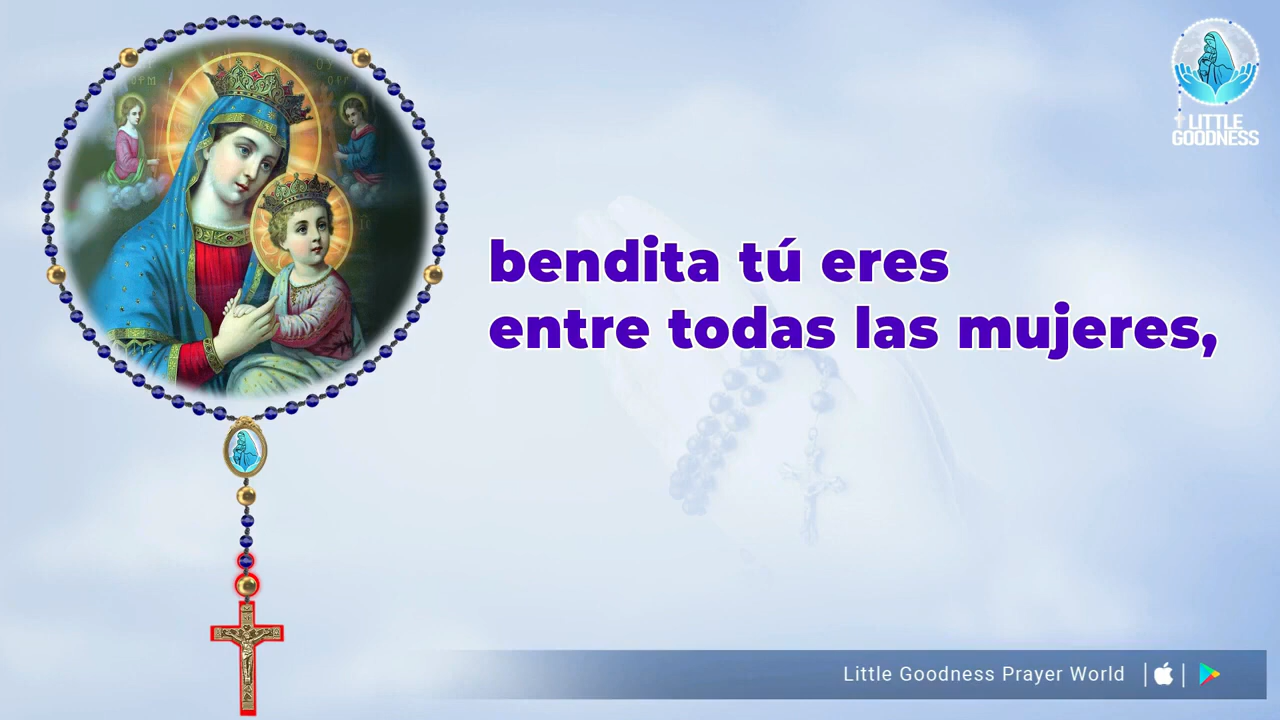 bendita tú eres
entre todas las mujeres,
LITTLE
GOODNESS
Little Goodness Prayer World